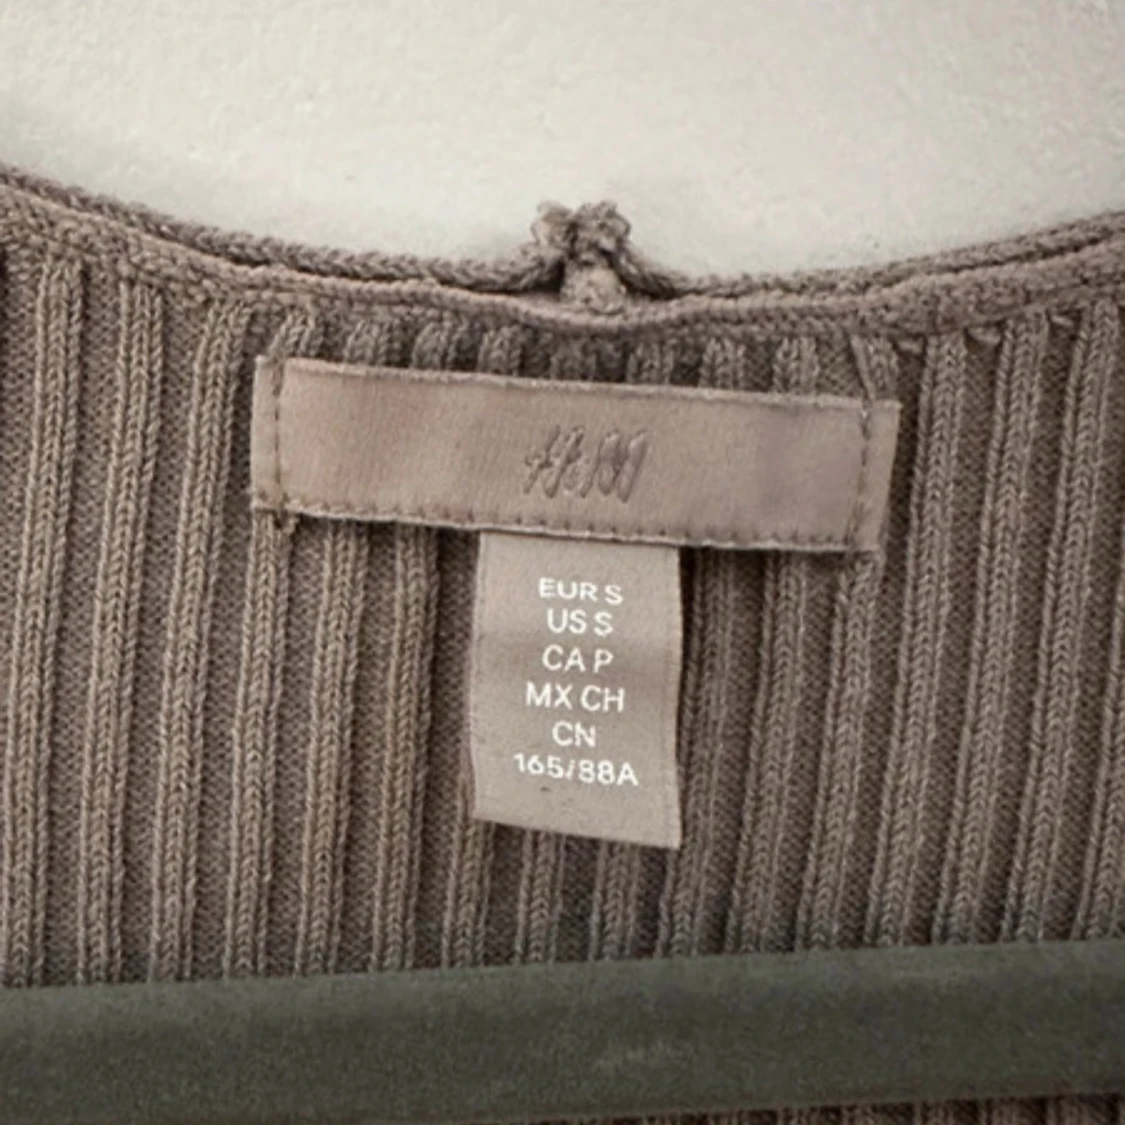 H&M
EUR S
US S
CA P
MX CH
CN
165/88A